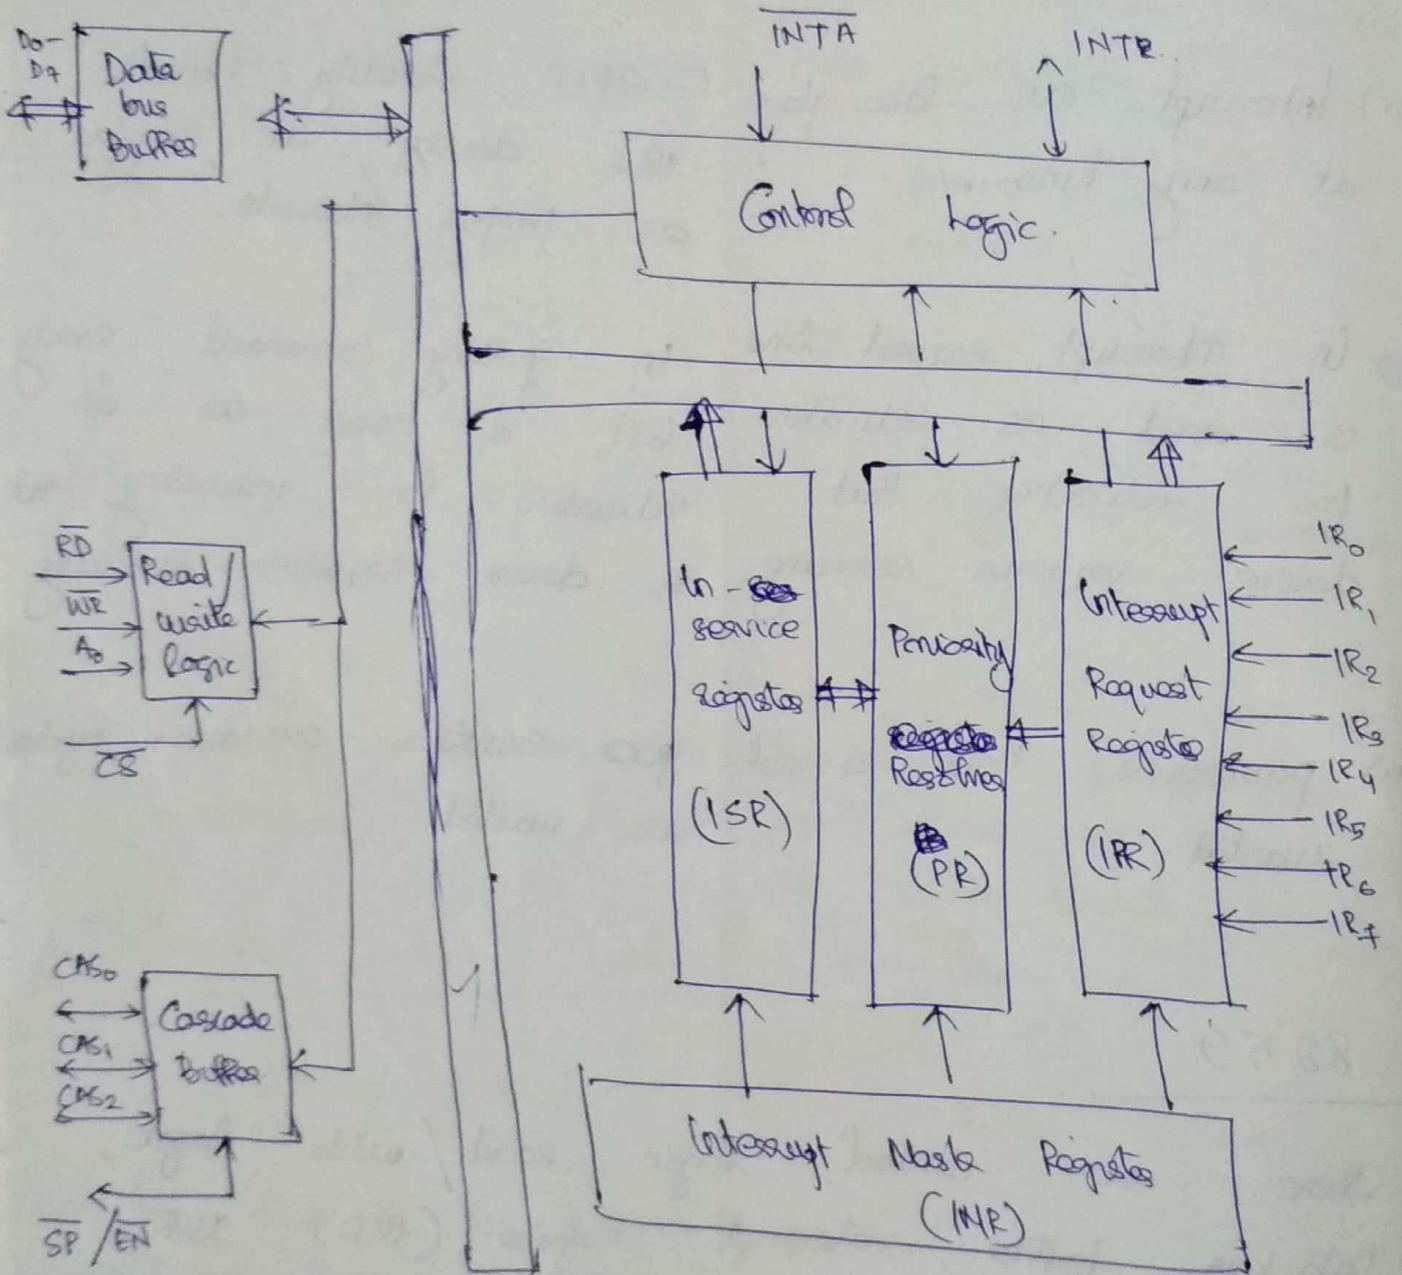 D0-
D7
Data
bus
Buffer
INTA
INTR
Control Logic.
RD
WR
A0
CS
Read/
write
logic
In-
service
register
(ISR)
Periority
Resolver
(PR)
Interrupt
Request
Register
(IRR)
IR0
IR1
IR2
IR3
IR4
IR5
IR6
IR7
CAS0
CAS1
CAS2
Cascade
Buffer
SP/EN
Interrupt Mask Register
(IMR)
8259